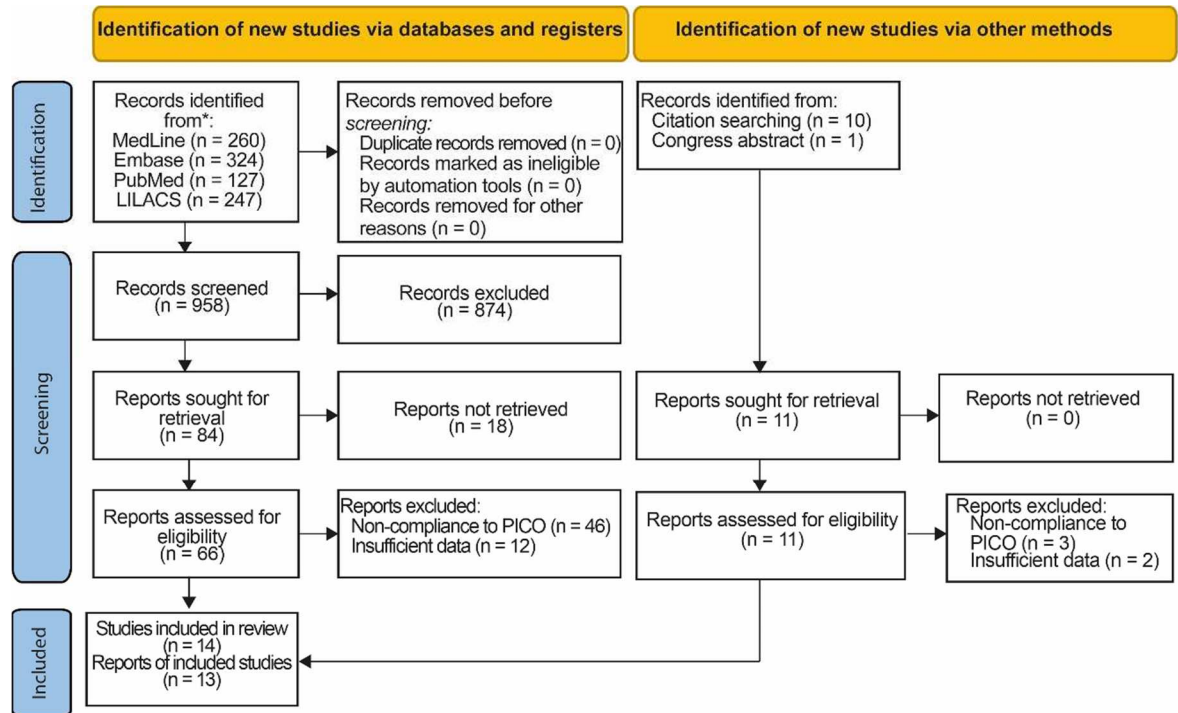 Identification of new studies via databases and registers
Identification of new studies via other methods
Identification
Records identified
from*:
MedLine (n = 260)
Embase (n = 324)
PubMed (n = 127)
LILACS (n = 247)
Records removed before
screening:
Duplicate records removed (n = 0)
Records marked as ineligible
by automation tools (n = 0)
Records removed for other
reasons (n = 0)
Records identified from:
Citation searching (n = 10)
Congress abstract (n = 1)
Screening
Records screened
(n = 958)
Records excluded
(n = 874)
Reports sought for
retrieval
(n = 84)
Reports not retrieved
(n = 18)
Reports sought for retrieval
(n = 11)
Reports not retrieved
(n = 0)
Reports assessed for
eligibility
(n = 66)
Reports excluded:
Non-compliance to PICO (n = 46)
Insufficient data (n = 12)
Reports assessed for eligibility
(n = 11)
Reports excluded:
Non-compliance to
PICO (n = 3)
Insufficient data (n = 2)
Included
Studies included in review
(n = 14)
Reports of included studies
(n = 13)